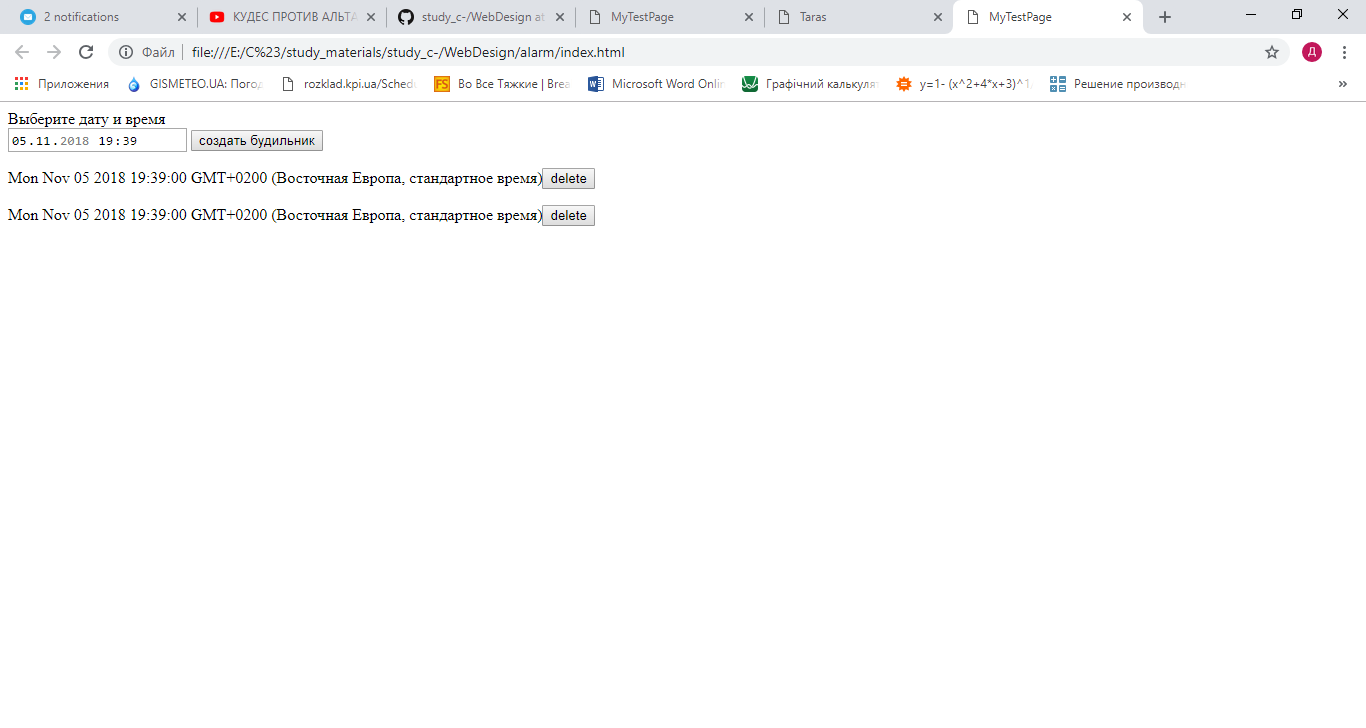 2 notifications
КУДЕС ПРОТИВ АЛЬТА
study_c-/WebDesign at
MyTestPage
Taras
MyTestPage
Файл file:///E:/C%23/study_materials/study_c-/WebDesign/alarm/index.html
Д
Приложения
GISMETEO.UA: Погод
rozklad.kpi.ua/Sched
FS Во Все Тяжкие | Brea
Microsoft Word Onlin
Графічний калькулят
y=1- (x^2+4*x+3)^1/
Решение производн
»
Выберите дату и время
05.11.2018 19:39 создать будильник
Mon Nov 05 2018 19:39:00 GMT+0200 (Восточная Европа, стандартное время) delete
Mon Nov 05 2018 19:39:00 GMT+0200 (Восточная Европа, стандартное время) delete